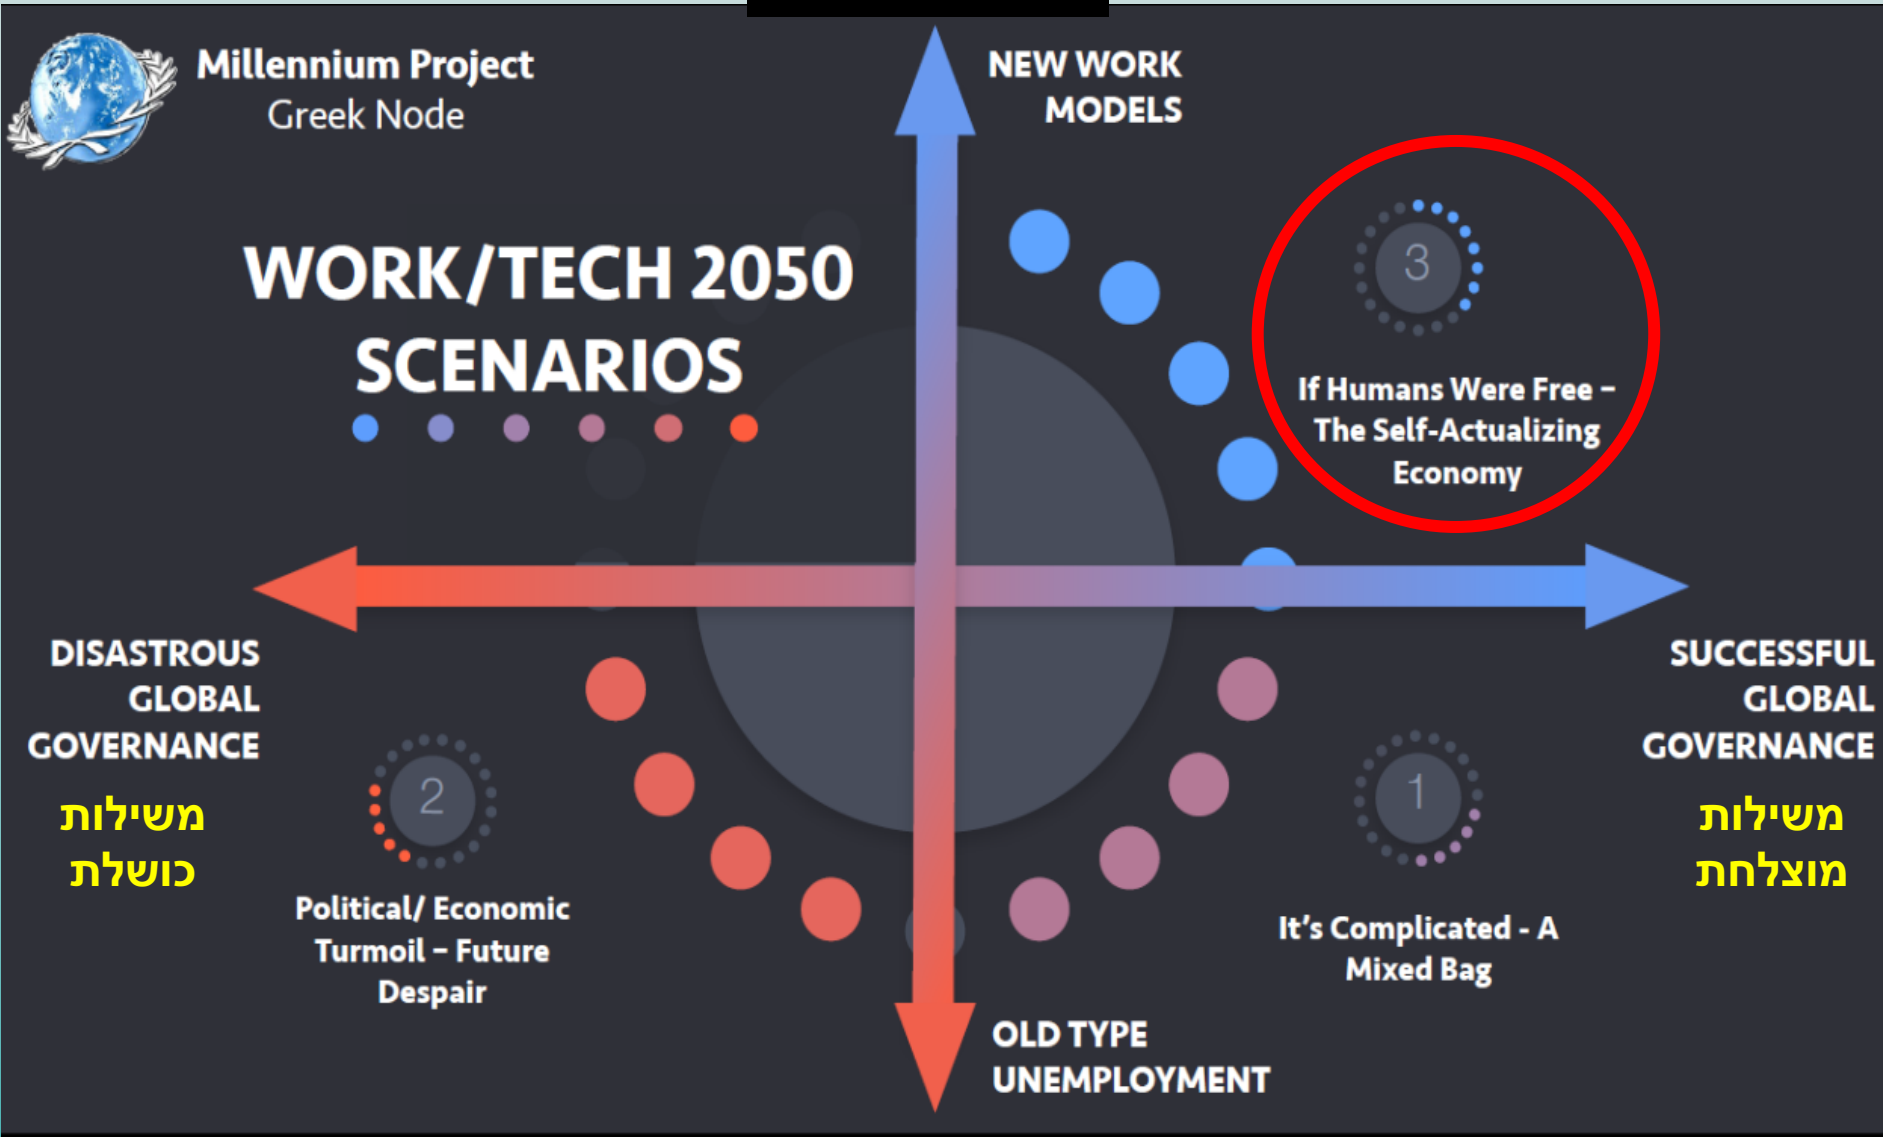 Millennium Project
Greek Node
NEW WORK
MODELS
WORK/TECH 2050
SCENARIOS
3
If Humans Were Free –
The Self-Actualizing
Economy
DISASTROUS
GLOBAL
GOVERNANCE
משילות
כושלת
SUCCESSFUL
GLOBAL
GOVERNANCE
משילות
מוצלחת
2
Political/ Economic
Turmoil – Future
Despair
1
It's Complicated - A
Mixed Bag
OLD TYPE
UNEMPLOYMENT